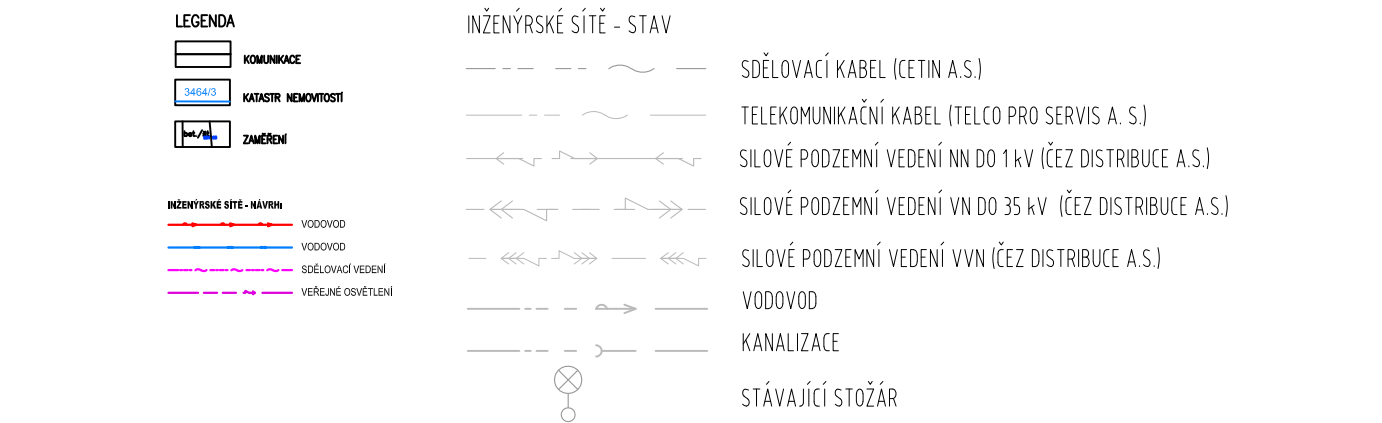 LEGENDA
KOMUNIKACE
3464/3
KATASTR NEMOVITOSTÍ
bet./št.
ZAMĚŘENÍ
INŽENÝRSKÉ SÍTĚ - NÁVRH:
VODOVOD
VODOVOD
SDĚLOVACÍ VEDENÍ
VEŘEJNÉ OSVĚTLENÍ
INŽENÝRSKÉ SÍTĚ - STAV
SDĚLOVACÍ KABEL (CETIN A.S.)
TELEKOMUNIKAČNÍ KABEL (TELCO PRO SERVIS A. S.)
SILOVÉ PODZEMNÍ VEDENÍ NN DO 1 kV (ČEZ DISTRIBUCE A.S.)
SILOVÉ PODZEMNÍ VEDENÍ VN DO 35 kV (ČEZ DISTRIBUCE A.S.)
SILOVÉ PODZEMNÍ VEDENÍ VVN (ČEZ DISTRIBUCE A.S.)
VODOVOD
KANALIZACE
STÁVAJÍCÍ STOŽÁR